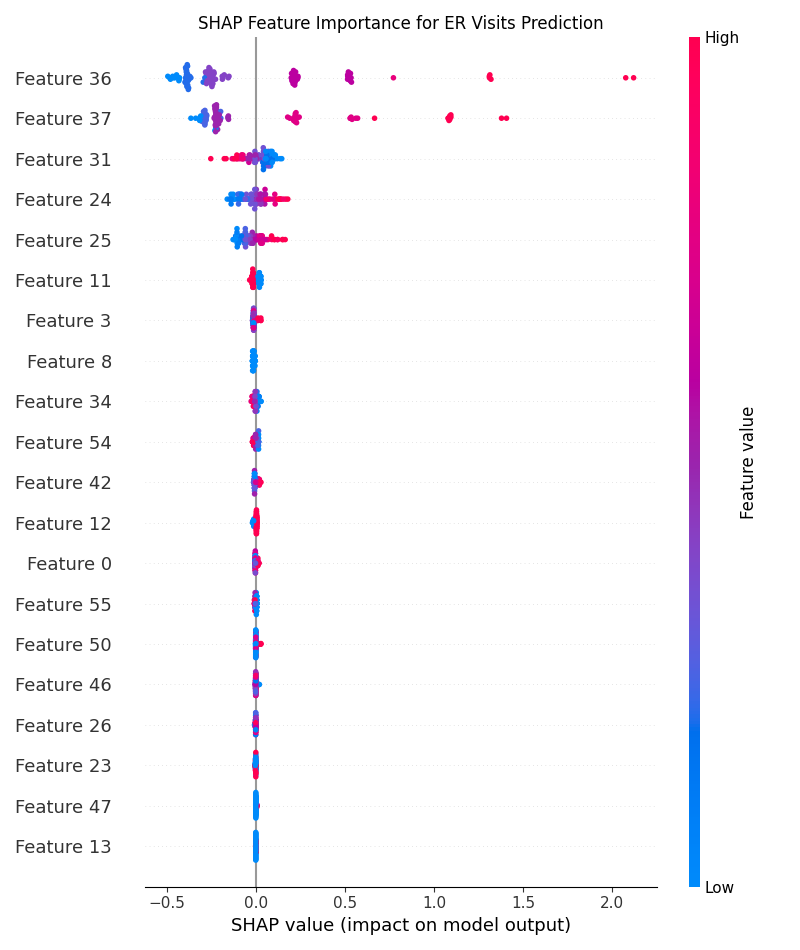 SHAP Feature Importance for ER Visits Prediction
High
Feature 36
Feature 37
Feature 31
Feature 24
Feature 25
Feature 11
Feature 3
Feature 8
Feature 34
Feature 54
Feature 42
Feature 12
Feature 0
Feature 55
Feature 50
Feature 46
Feature 26
Feature 23
Feature 47
Feature 13
Feature value
Low
−0.5 0.0 0.5 1.0 1.5 2.0
SHAP value (impact on model output)